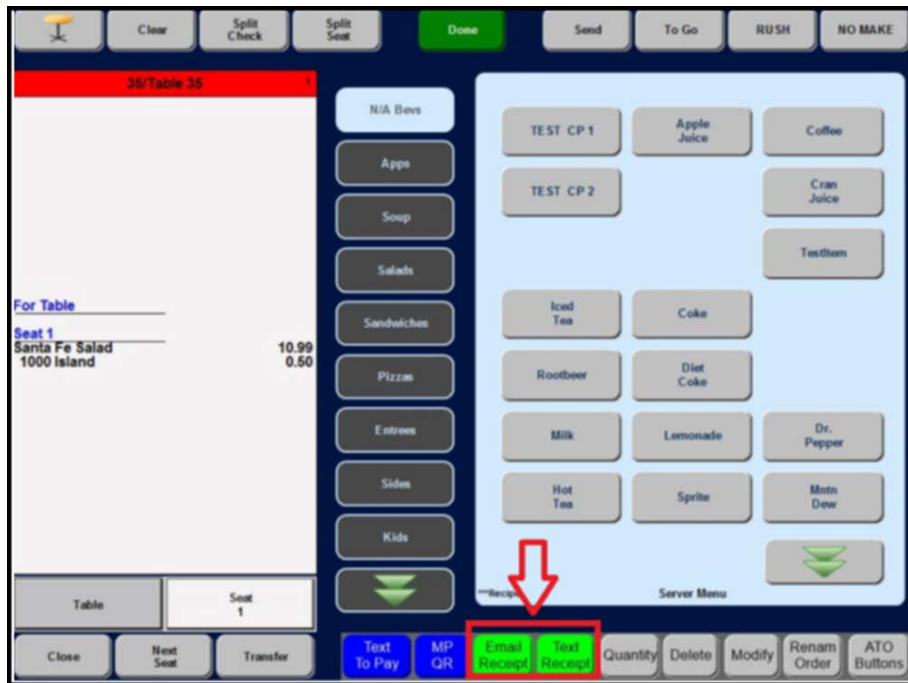 Clear
Split
Check
Split
Seat
Done
Send
To Go
RUSH
NO MAKE
35/Table 35
For Table
Seat 1
Santa Fe Salad 10.99
1000 Island 0.50
Table
Seat
1
Close
Next
Seat
Transfer
N/A Bevs
Apps
Soup
Salads
Sandwiches
Pizzas
Entrees
Sides
Kids
TEST CP 1
Apple
Juice
Coffee
TEST CP 2
Cran
Juice
TestItem
Iced
Tea
Coke
Rootbeer
Diet
Coke
Milk
Lemonade
Dr.
Pepper
Hot
Tea
Sprite
Mntn
Dew
Server Menu
Text
To Pay
MP
QR
Email
Receipt
Text
Receipt
Quantity
Delete
Modify
Renam
Order
ATO
Buttons